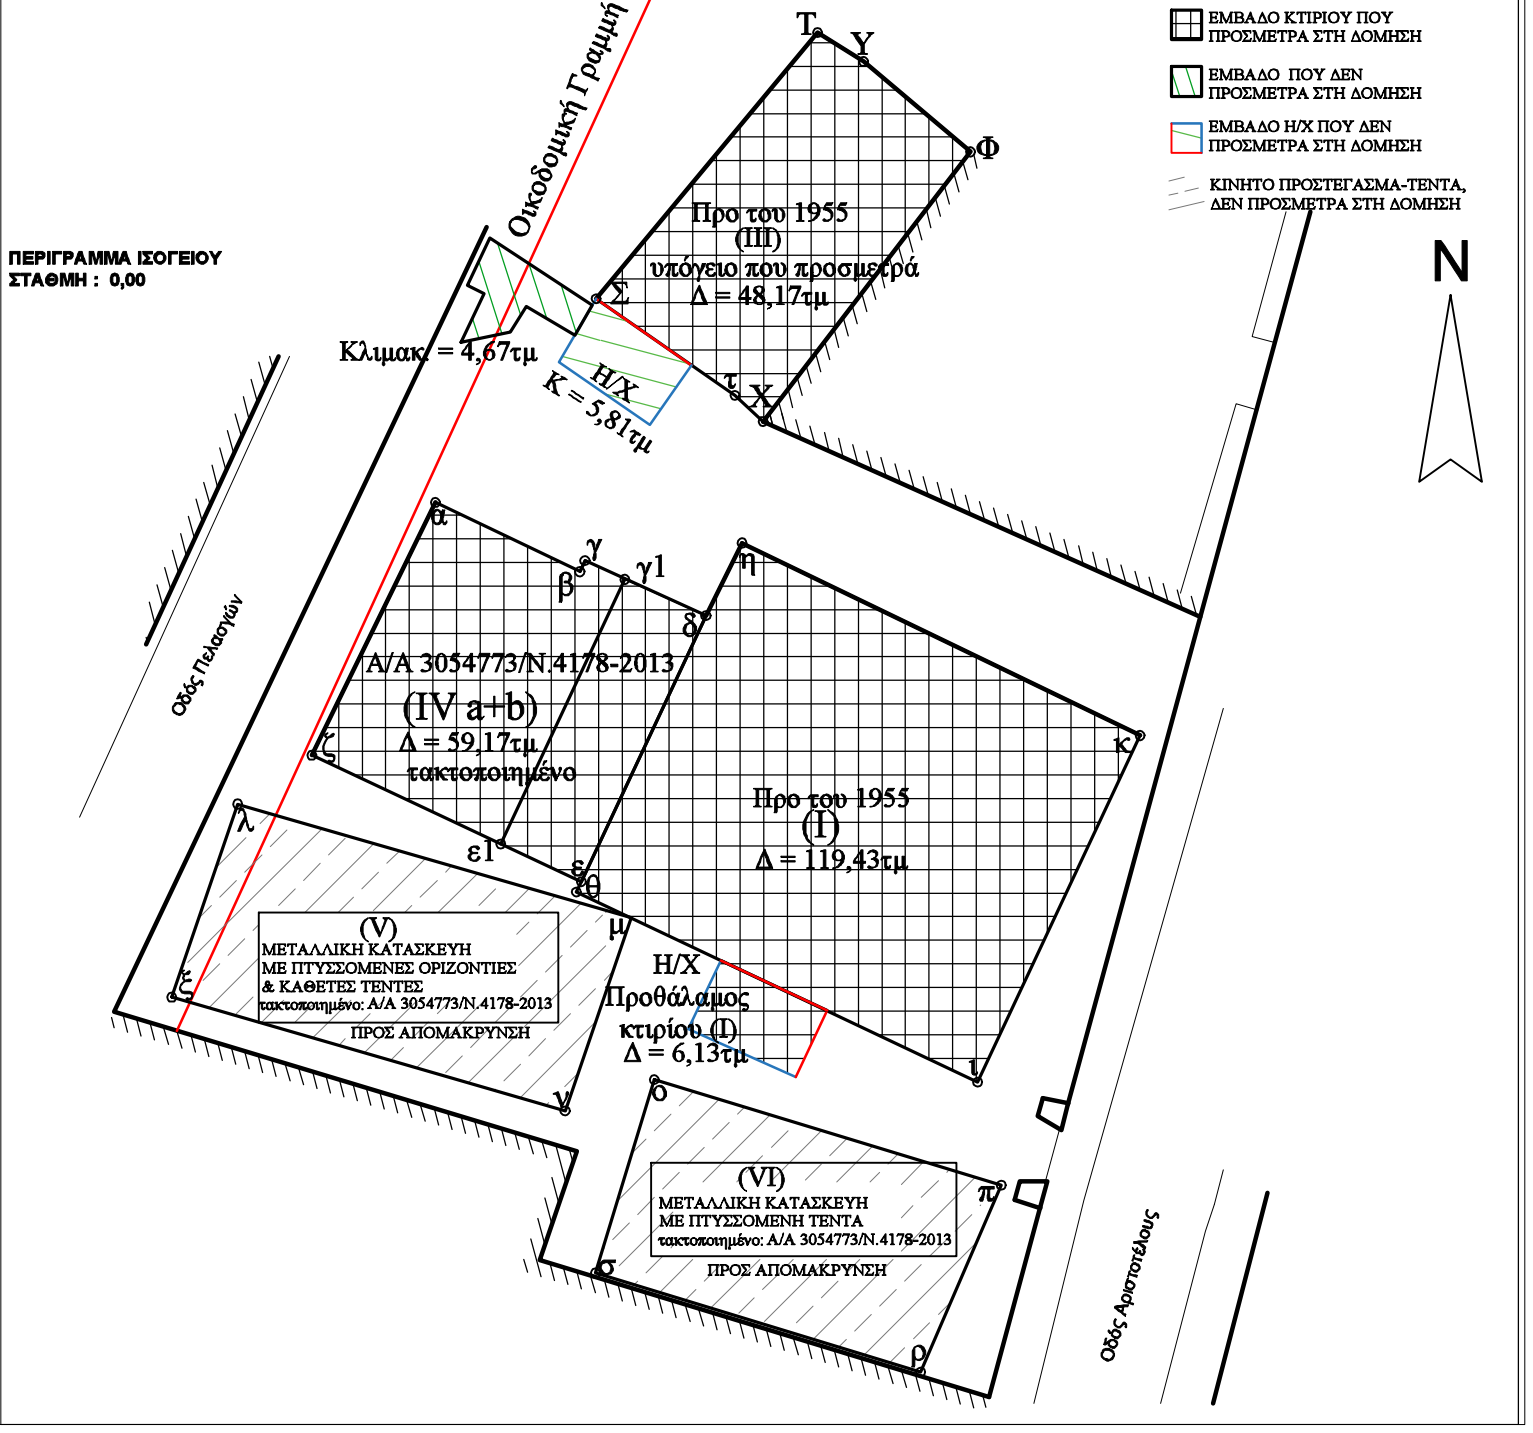 ΕΜΒΑΔΟ ΚΤΙΡΙΟΥ ΠΟΥ
ΠΡΟΣΜΕΤΡΑ ΣΤΗ ΔΟΜΗΣΗ
ΕΜΒΑΔΟ ΠΟΥ ΔΕΝ
ΠΡΟΣΜΕΤΡΑ ΣΤΗ ΔΟΜΗΣΗ
ΕΜΒΑΔΟ Η/Χ ΠΟΥ ΔΕΝ
ΠΡΟΣΜΕΤΡΑ ΣΤΗ ΔΟΜΗΣΗ
ΚΙΝΗΤΟ ΠΡΟΣΤΕΓΑΣΜΑ-ΤΕΝΤΑ,
ΔΕΝ ΠΡΟΣΜΕΤΡΑ ΣΤΗ ΔΟΜΗΣΗ
N
ΠΕΡΙΓΡΑΜΜΑ ΙΣΟΓΕΙΟΥ
ΣΤΑΘΜΗ : 0,00
Οικοδομική Γραμμή
Τ
Υ
Φ
Προ του 1955
(III)
υπόγειο που προσμετρά
Δ = 48,17τμ
Σ
Κλιμακ. = 4,67τμ
Η/Χ
Κ = 5,81τμ
τ
Χ
α
γ
β
γ1
η
δ
Οδός Πελασγών
Α/Α 3054773/Ν.4178-2013
(IV a+b)
Δ = 59,17τμ
τακτοποιημένο
ζ
κ
Προ του 1955
(I)
Δ = 119,43τμ
λ
ε1
ε
θ
μ
(V)
ΜΕΤΑΛΛΙΚΗ ΚΑΤΑΣΚΕΥΗ
ΜΕ ΠΤΥΣΣΟΜΕΝΕΣ ΟΡΙΖΟΝΤΙΕΣ
& ΚΑΘΕΤΕΣ ΤΕΝΤΕΣ
τακτοποιημένο: Α/Α 3054773/Ν.4178-2013
ΠΡΟΣ ΑΠΟΜΑΚΡΥΝΣΗ
ξ
Η/Χ
Προθάλαμος
κτιρίου (I)
Δ = 6,13τμ
ι
ν
ο
π
(VI)
ΜΕΤΑΛΛΙΚΗ ΚΑΤΑΣΚΕΥΗ
ΜΕ ΠΤΥΣΣΟΜΕΝΗ ΤΕΝΤΑ
τακτοποιημένο: Α/Α 3054773/Ν.4178-2013
ΠΡΟΣ ΑΠΟΜΑΚΡΥΝΣΗ
σ
ρ
Οδός Αριστοτέλους